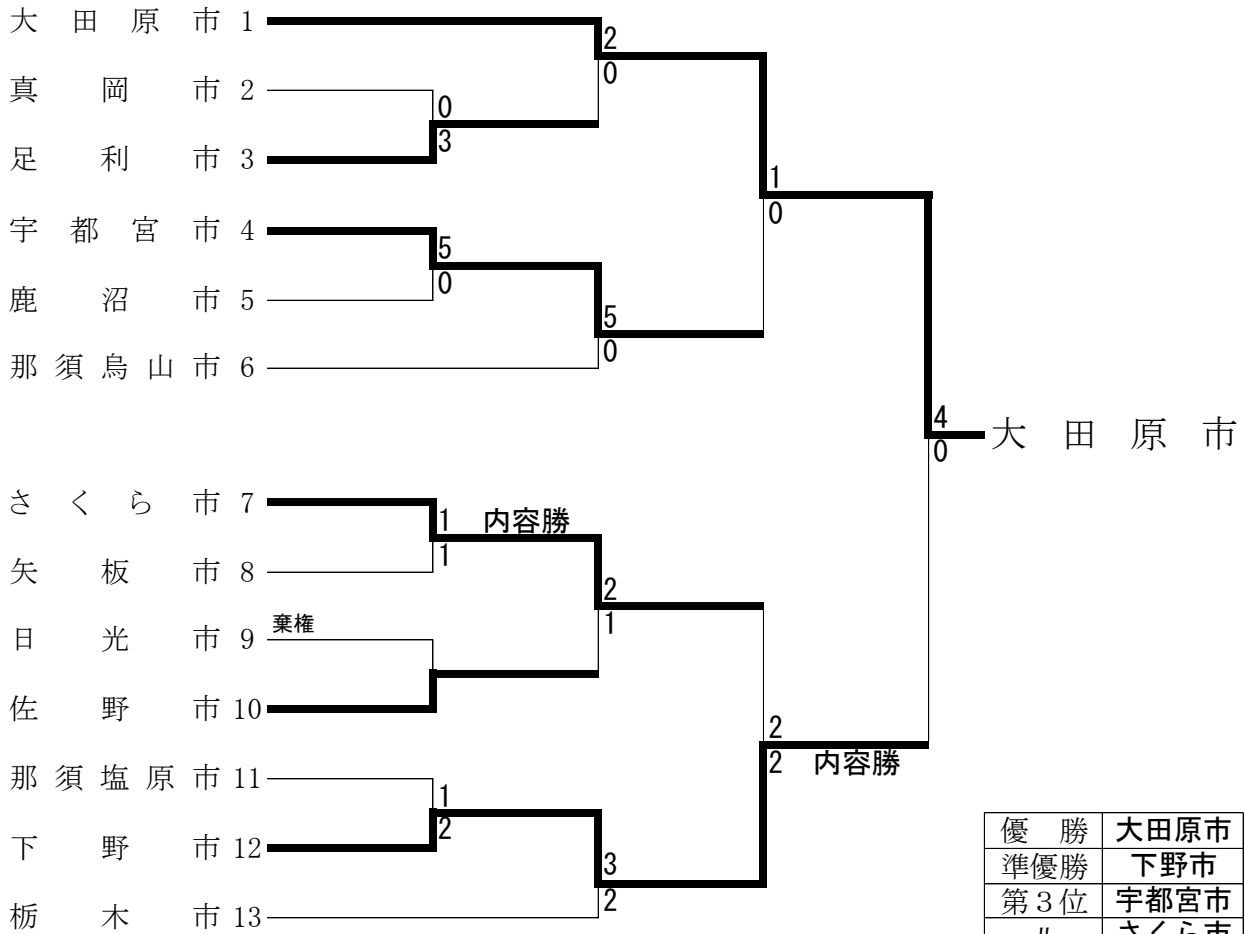 大田原市 1
2
0
真岡市 2
0
3
足利市 3
1
0
宇都宮市 4
5
0
鹿沼市 5
5
0
那須烏山市 6
4
0
大田原市
さくら市 7
1 内容勝
1
矢板市 8
2
1
日光市 9 棄権
佐野市 10
2
2 内容勝
那須塩原市 11
1
2
下野市 12
3
2
栃木市 13
優勝 大田原市
準優勝 下野市
第3位 宇都宮市
〃 さくら市